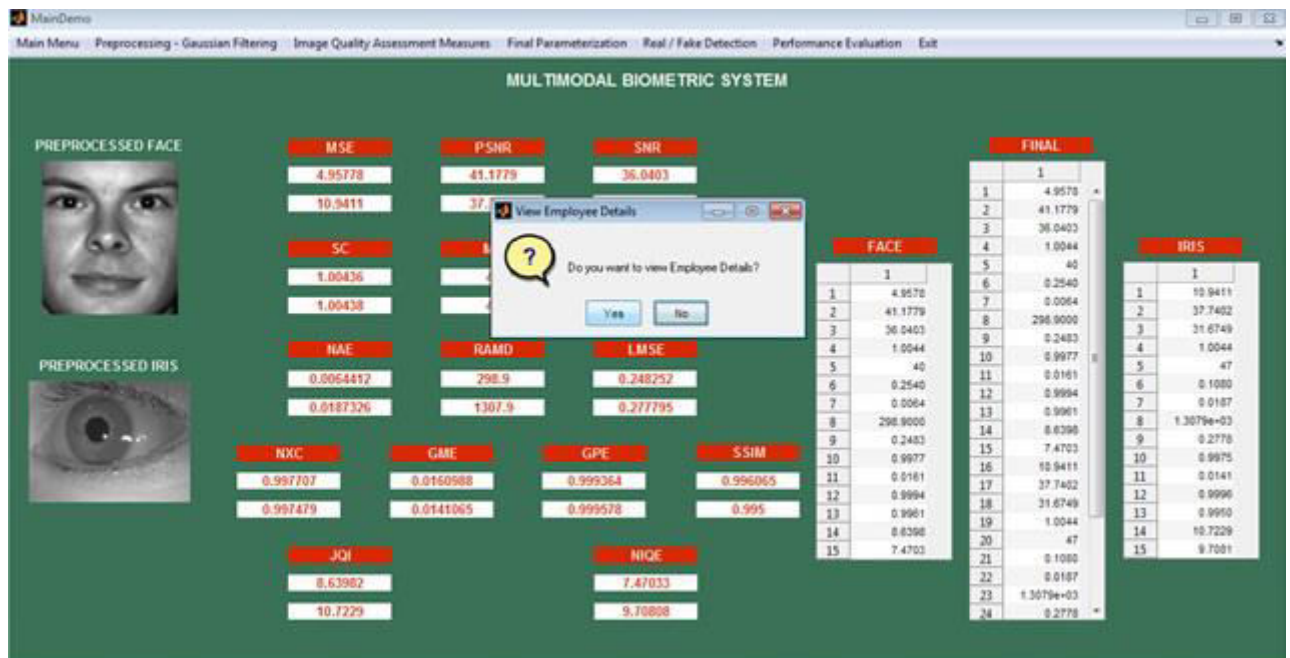 MainDemo
Main Menu Preprocessing - Gaussian Filtering Image Quality Assessment Measures Final Parameterization Real / Fake Detection Performance Evaluation Exit
MULTIMODAL BIOMETRIC SYSTEM
PREPROCESSED FACE
PREPROCESSED IRIS
MSE PSNR SNR
4.95778 41.1779 36.0403
10.9411 37.
SC
1.00436
1.00438
View Employee Details
?
Do you want to view Employee Details?
Yes No
NAE RAMD LMSE
0.0064412 298.9 0.248252
0.0187326 1307.9 0.277795
NXC GME GPE SSIM
0.997707 0.0160988 0.999364 0.996065
0.997479 0.0141065 0.999578 0.995
JQI NIQE
8.63982 7.47033
10.7229 9.70808
FACE
1
1 4.9578
2 41.1779
3 36.0403
4 1.0044
5 40
6 0.2540
7 0.0064
8 298.9000
9 0.2483
10 0.9977
11 0.0161
12 0.9994
13 0.9961
14 8.6398
15 7.4703
FINAL
1
1 4.9578
2 41.1779
3 36.0403
4 1.0044
5 40
6 0.2540
7 0.0064
8 298.9000
9 0.2483
10 0.9977
11 0.0161
12 0.9994
13 0.9961
14 8.6398
15 7.4703
16 10.9411
17 37.7402
18 31.6749
19 1.0044
20 47
21 0.1080
22 0.0187
23 1.3079e+03
24 0.2778
IRIS
1
1 10.9411
2 37.7402
3 31.6749
4 1.0044
5 47
6 0.1080
7 0.0187
8 1.3079e+03
9 0.2778
10 0.9975
11 0.0141
12 0.9996
13 0.9950
14 10.7229
15 9.7081